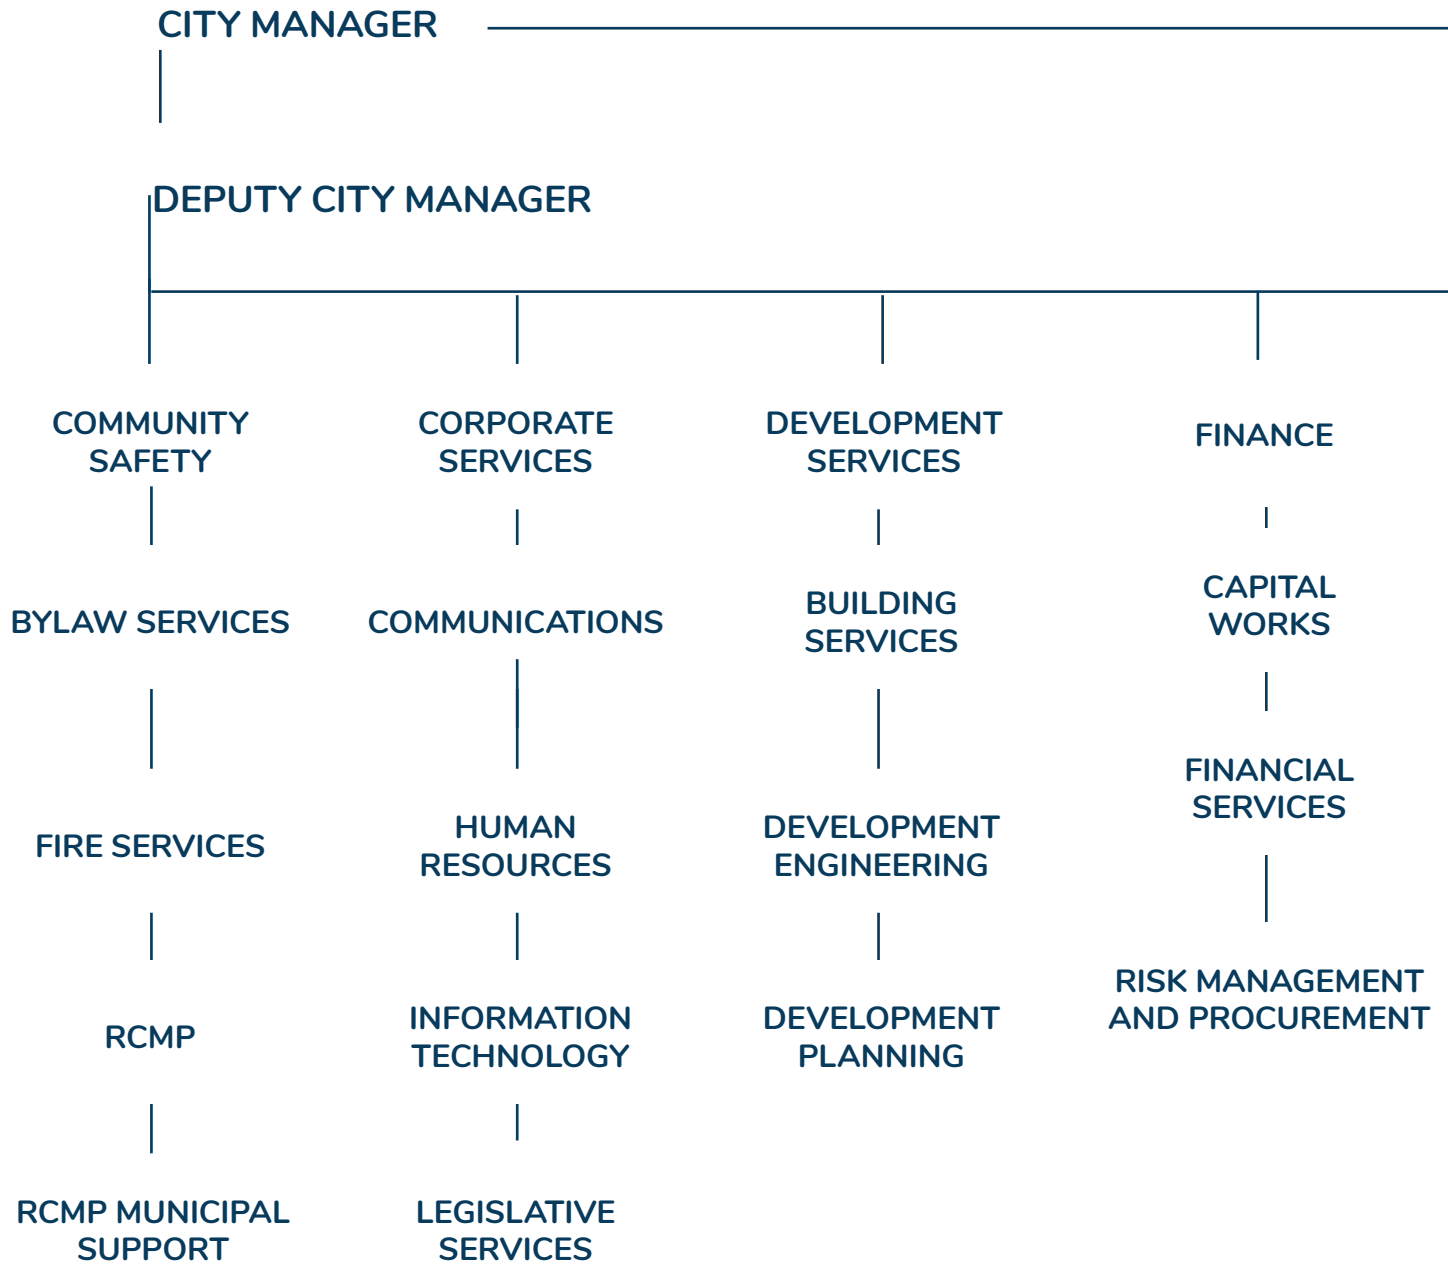 CITY MANAGER
DEPUTY CITY MANAGER
COMMUNITY
SAFETY
BYLAW SERVICES
FIRE SERVICES
RCMP
RCMP MUNICIPAL
SUPPORT
CORPORATE
SERVICES
COMMUNICATIONS
HUMAN
RESOURCES
INFORMATION
TECHNOLOGY
LEGISLATIVE
SERVICES
DEVELOPMENT
SERVICES
BUILDING
SERVICES
DEVELOPMENT
ENGINEERING
DEVELOPMENT
PLANNING
FINANCE
CAPITAL
WORKS
FINANCIAL
SERVICES
RISK MANAGEMENT
AND PROCUREMENT